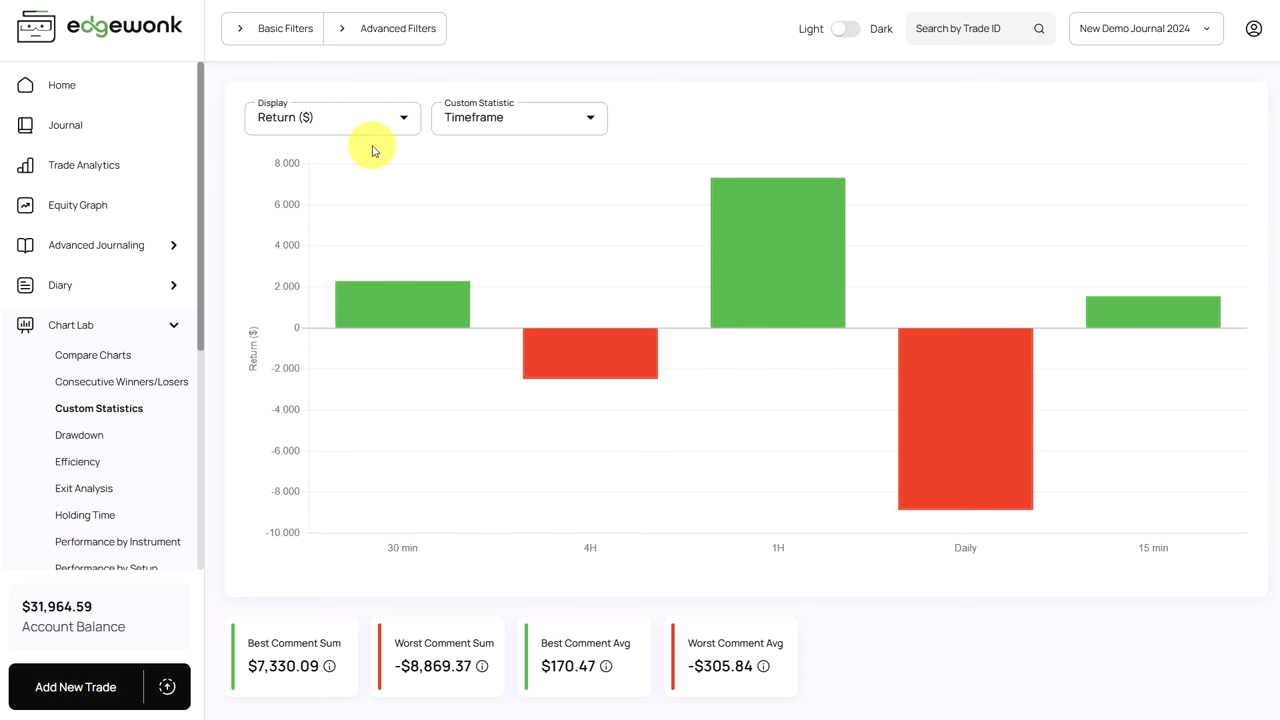 edgewonk
Basic Filters
Advanced Filters
Light
Dark
Search by Trade ID
New Demo Journal 2024
Home
Journal
Trade Analytics
Equity Graph
Advanced Journaling
Diary
Chart Lab
Compare Charts
Consecutive Winners/Losers
Custom Statistics
Drawdown
Efficiency
Exit Analysis
Holding Time
Performance by Instrument
Performance by Setup
$31,964.59
Account Balance
Add New Trade
Display
Return ($)
Custom Statistic
Timeframe
8.000
6.000
4.000
2.000
0
-2.000
-4.000
-6.000
-8.000
-10.000
Return ($)
30 min
4H
1H
Daily
15 min
Best Comment Sum
$7,330.09
Worst Comment Sum
-$8,869.37
Best Comment Avg
$170.47
Worst Comment Avg
-$305.84